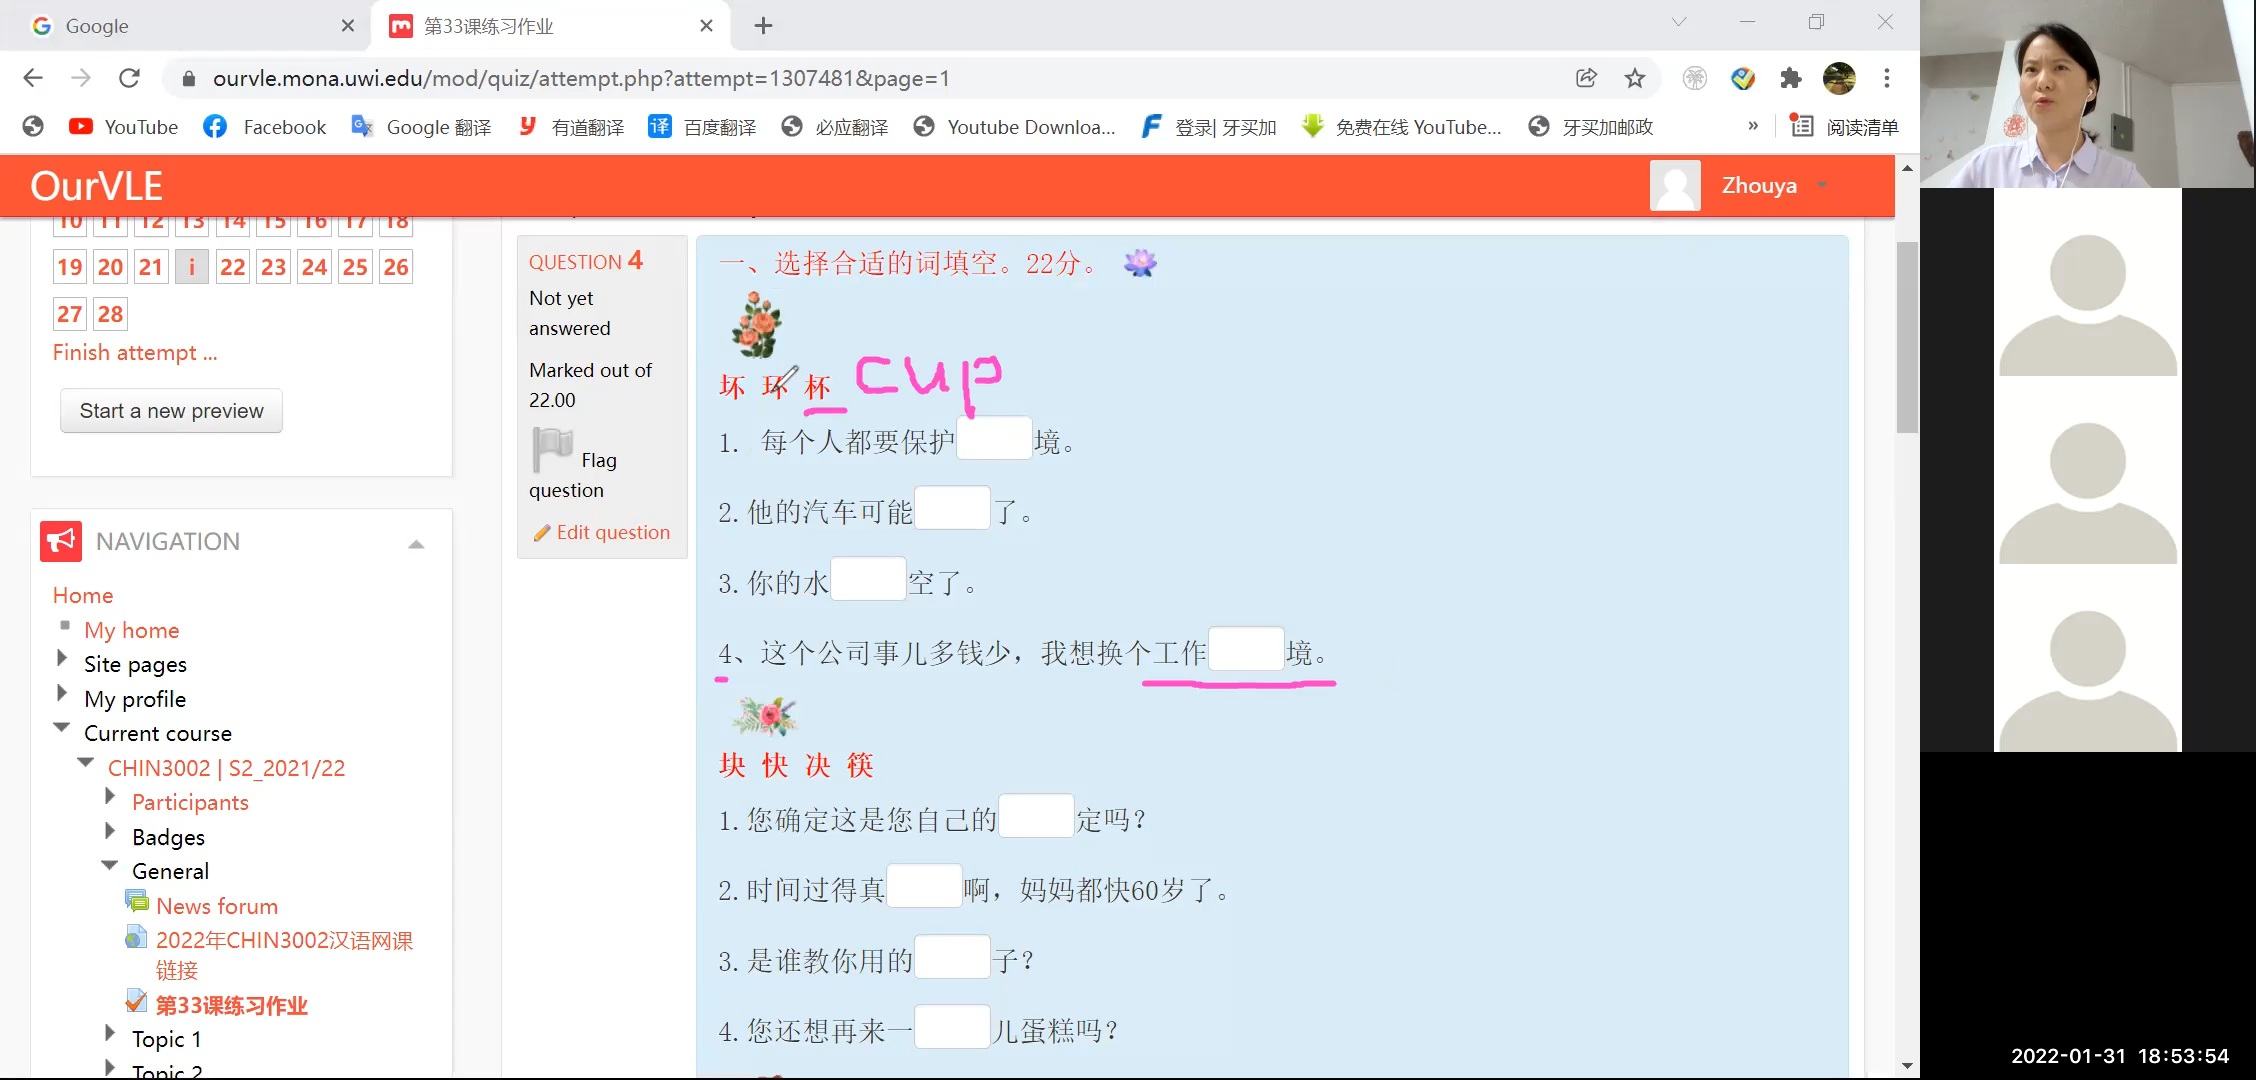 Google
第33课练习作业
ourvle.mona.uwi.edu/mod/quiz/attempt.php?attempt=1307481&page=1
YouTube Facebook Google 翻译 有道翻译 百度翻译 必应翻译 Youtube Downloa... 登录| 牙买加 免费在线 YouTube... 牙买加邮政 » 阅读清单
OurVLE
Zhouya
10 11 12 13 14 15 16 17 18
19 20 21 i 22 23 24 25 26
27 28
Finish attempt ...
Start a new preview
NAVIGATION
Home
My home
Site pages
My profile
Current course
CHIN3002 | S2_2021/22
Participants
Badges
General
News forum
2022年CHIN3002汉语网课
链接
第33课练习作业
Topic 1
Topic 2
QUESTION 4
Not yet
answered
Marked out of
22.00
Flag
question
Edit question
一、选择合适的词填空。22分。
坏 环 杯 cup
1. 每个人都要保护 境。
2.他的汽车可能 了。
3.你的水 空了。
4、这个公司事儿多钱少，我想换个工作 境。
块 快 决 筷
1.您确定这是您自己的 定吗?
2.时间过得真 啊，妈妈都快60岁了。
3.是谁教你用的 子?
4.您还想再来一 儿蛋糕吗?
2022-01-31 18:53:54